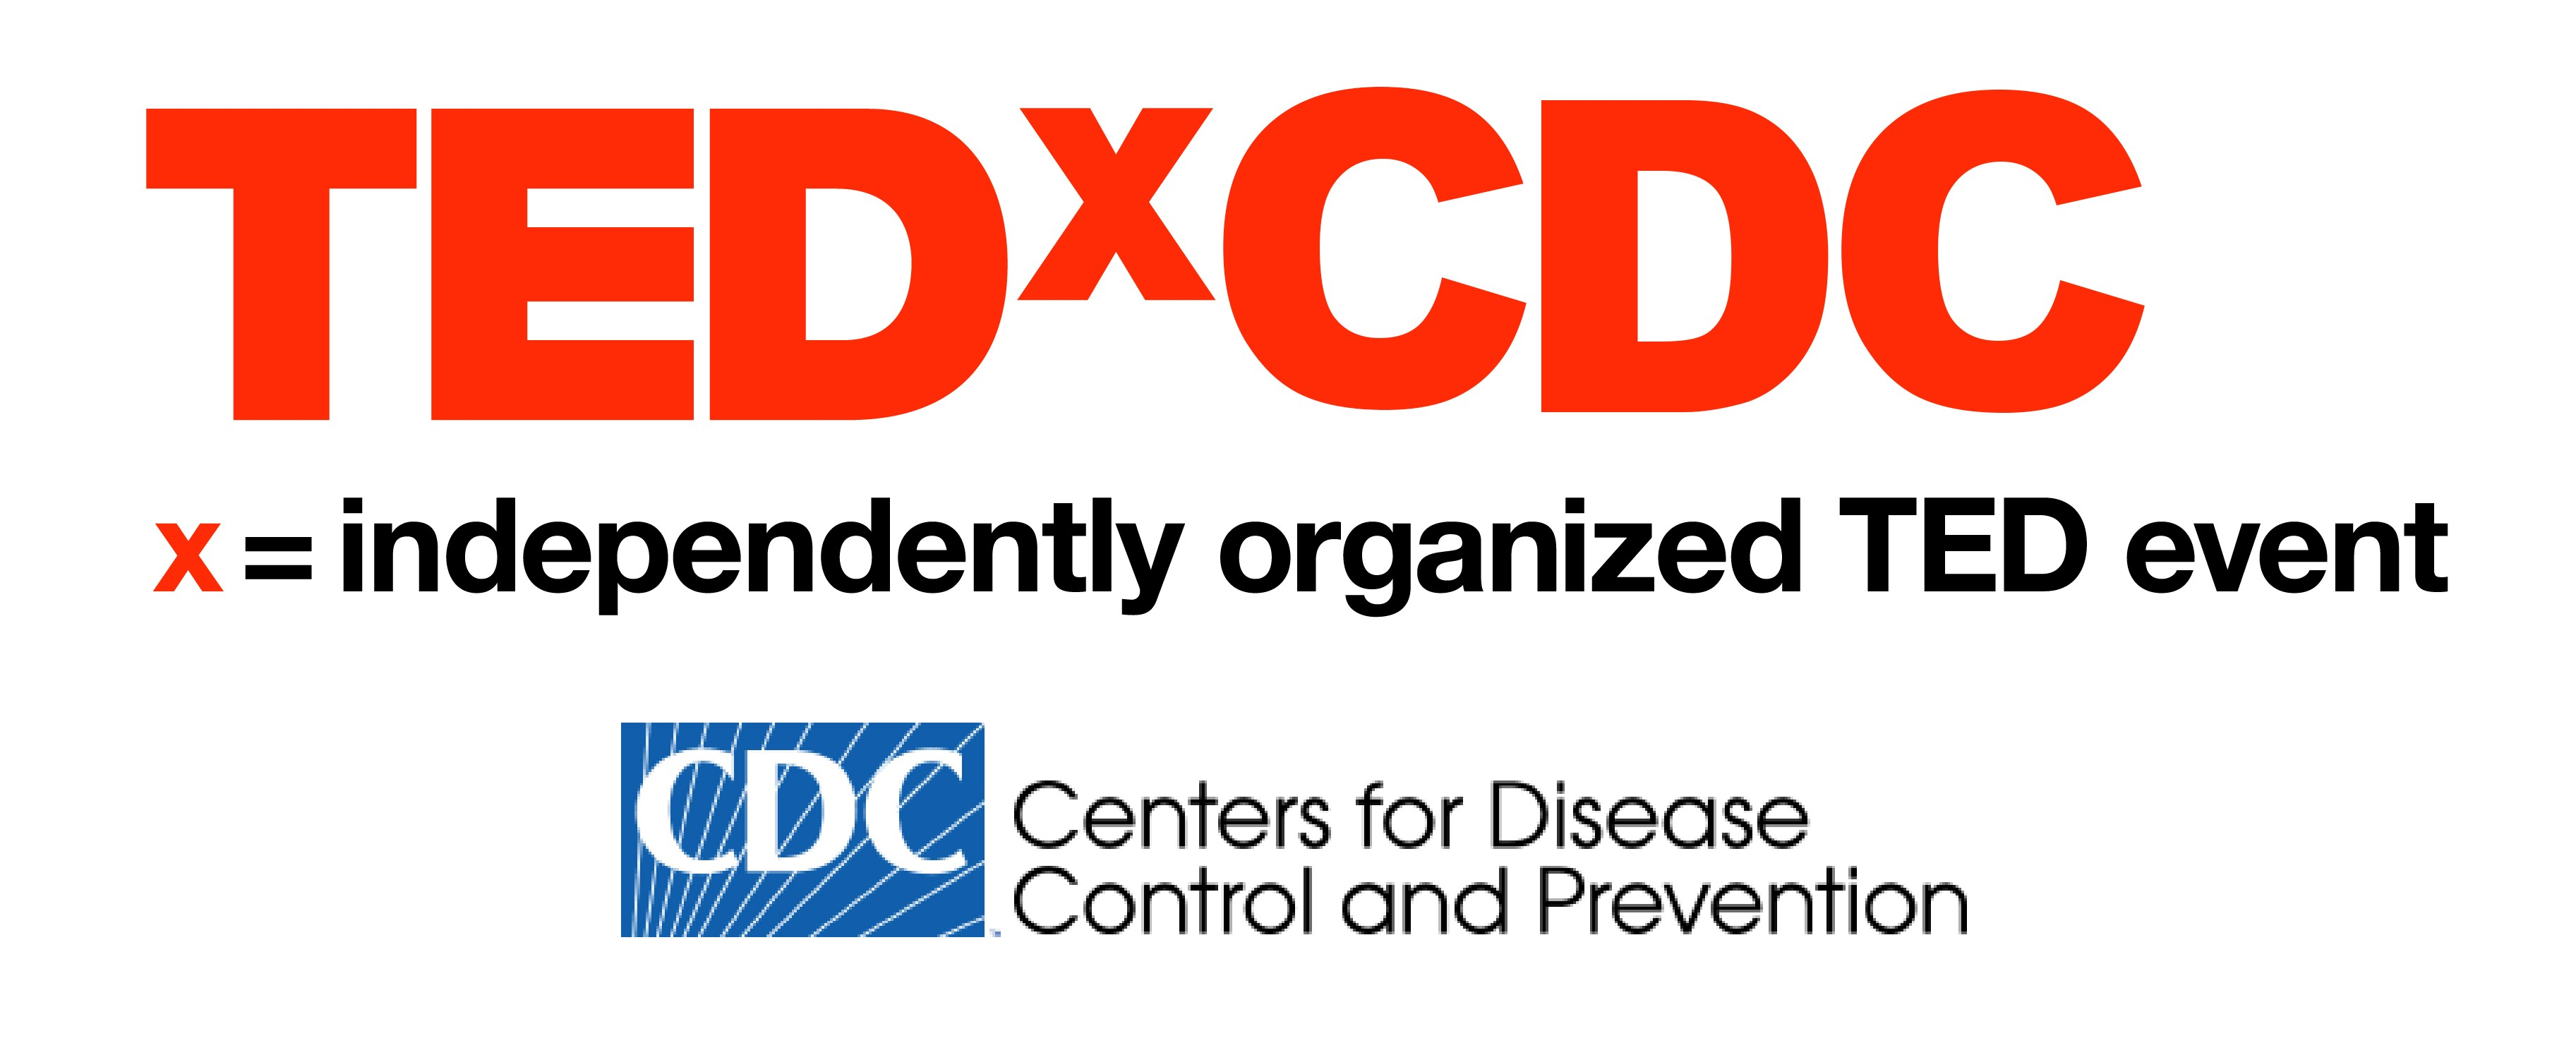 TEDxCDC
x = independently organized TED event
CDC
Centers for Disease
Control and Prevention